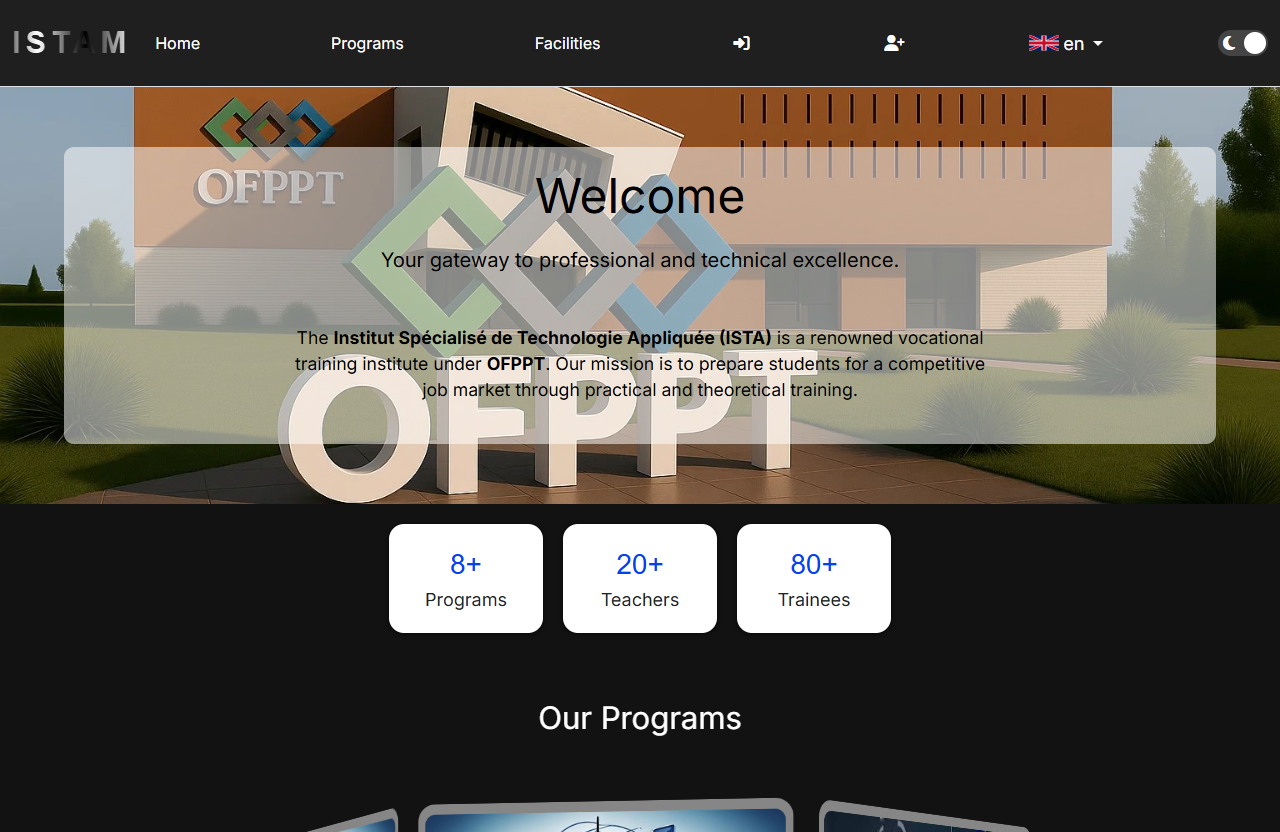 ISTAM
Home
Programs
Facilities
en
OFPPT
Welcome
Your gateway to professional and technical excellence.
The Institut Spécialisé de Technologie Appliquée (ISTA) is a renowned vocational
training institute under OFPPT. Our mission is to prepare students for a competitive
job market through practical and theoretical training.
OFPPT
8+
Programs
20+
Teachers
80+
Trainees
Our Programs